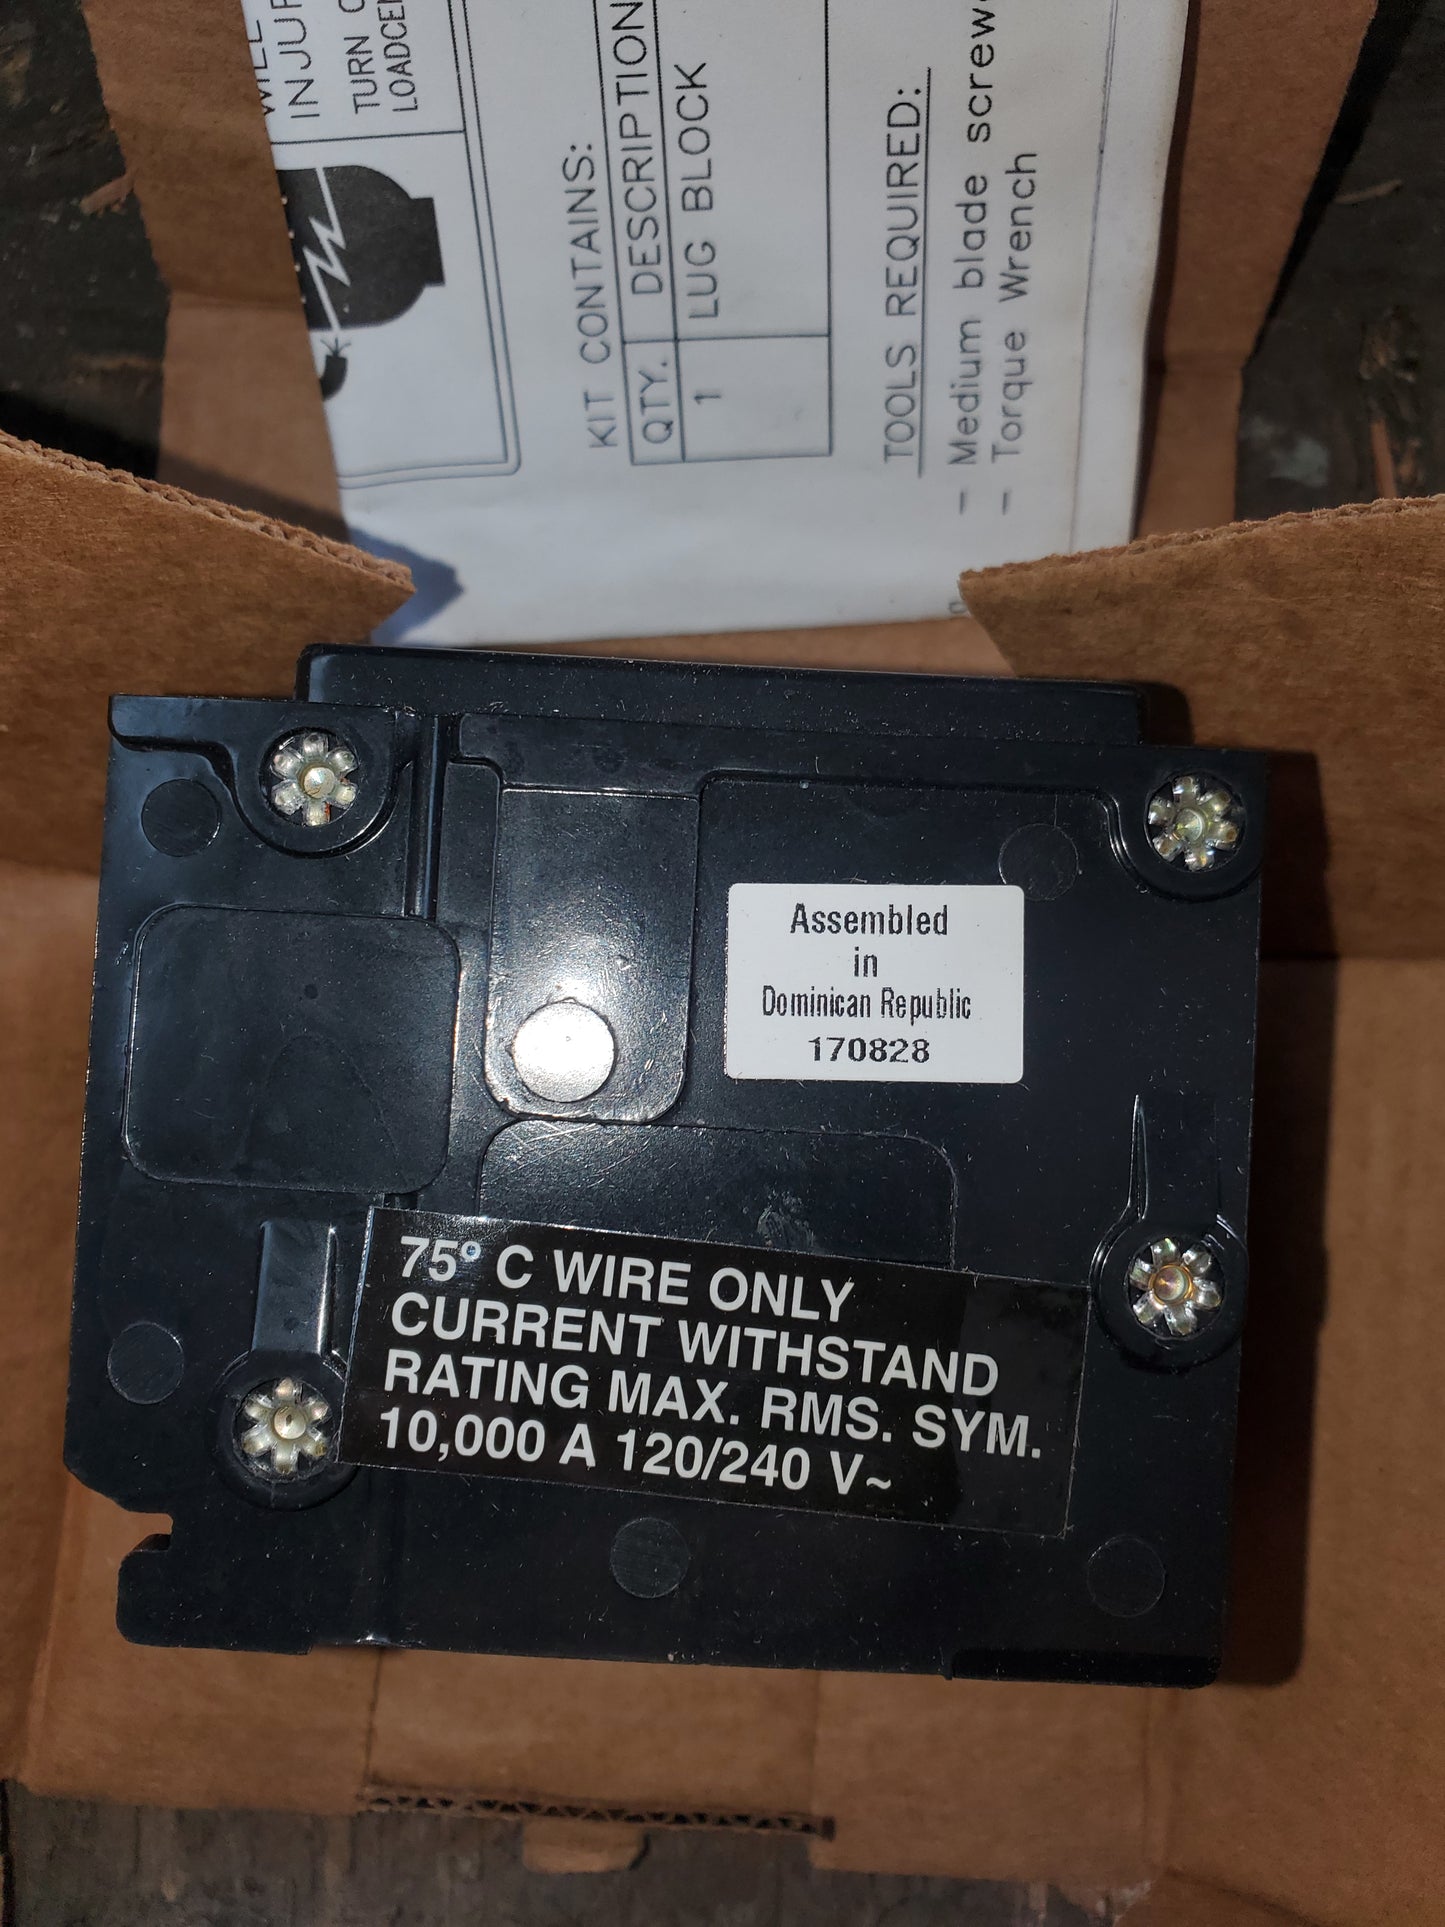 INJUR
TURN O
LOADCE
KIT CONTAINS:
QTY. DESCRIPTION
1 LUG BLOCK
TOOLS REQUIRED:
- Medium blade screw
- Torque Wrench
Assembled
in
Dominican Republic
170828
75° C WIRE ONLY
CURRENT WITHSTAND
RATING MAX. RMS. SYM.
10,000 A 120/240 V~